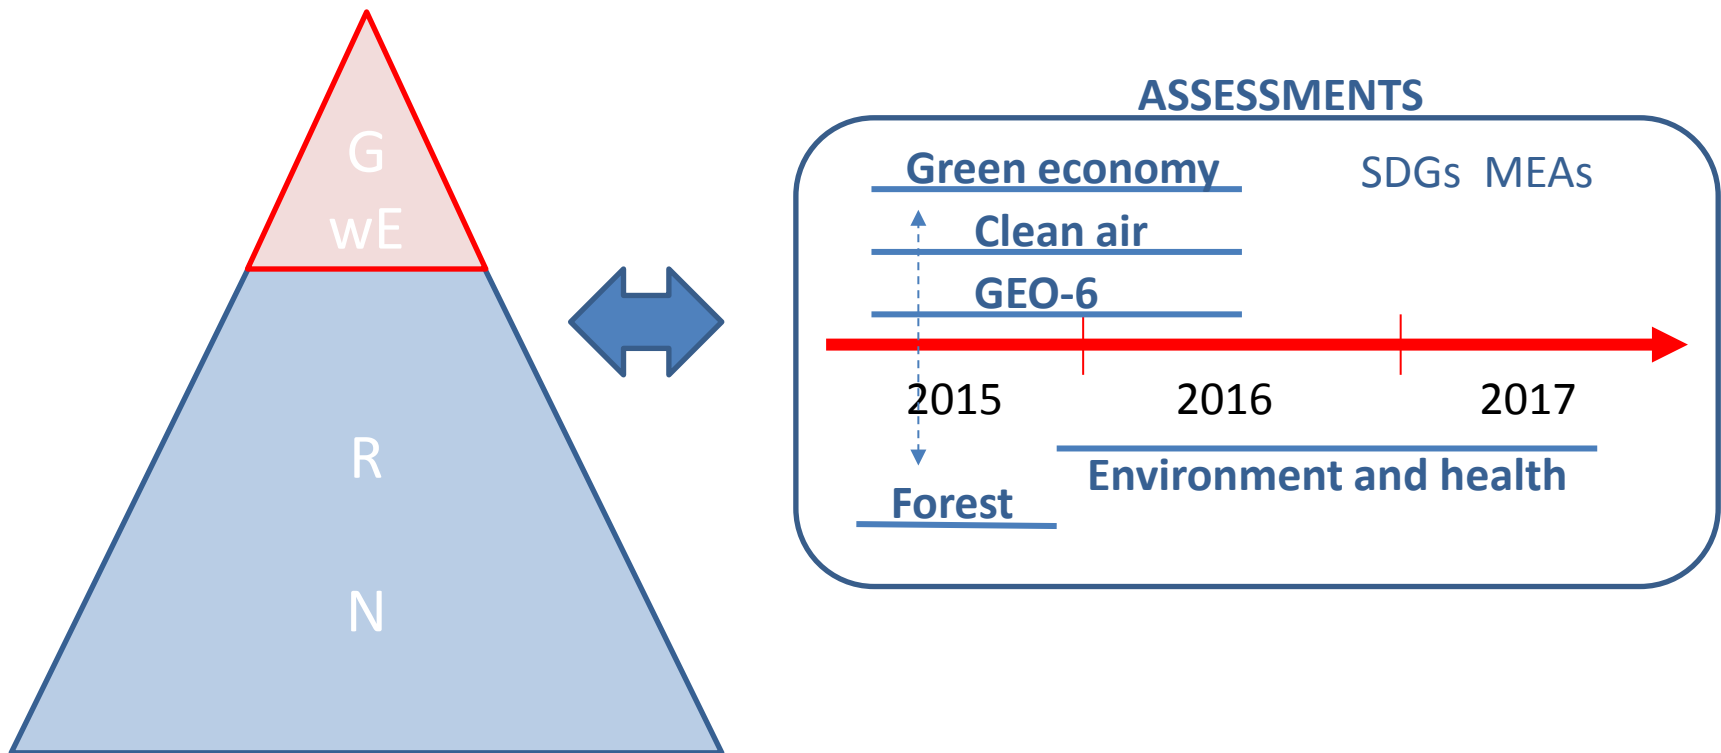 G
wE
R
N
ASSESSMENTS
Green economy
SDGs MEAs
Clean air
GEO-6
2015
2016
2017
Environment and health
Forest